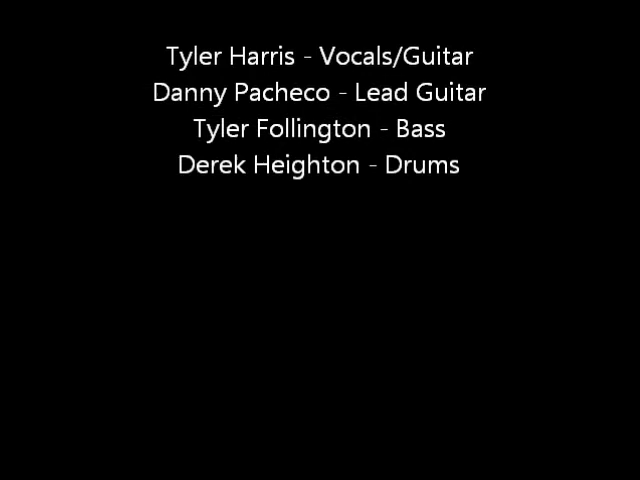 Tyler Harris - Vocals/Guitar
Danny Pacheco - Lead Guitar
Tyler Follington - Bass
Derek Heighton - Drums